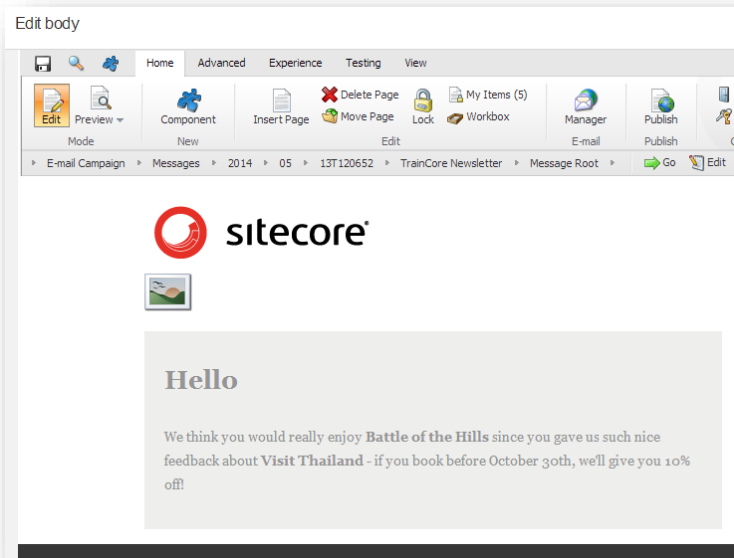 Edit body
Home Advanced Experience Testing View
Edit Preview Component Insert Page Delete Page Move Page Lock My Items (5) Workbox Manager Publish
Mode New Edit E-mail Publish
E-mail Campaign Messages 2014 05 13T120652 TrainCore Newsletter Message Root Go Edit
sitecore
Hello
We think you would really enjoy Battle of the Hills since you gave us such nice
feedback about Visit Thailand - if you book before October 30th, we'll give you 10%
off!